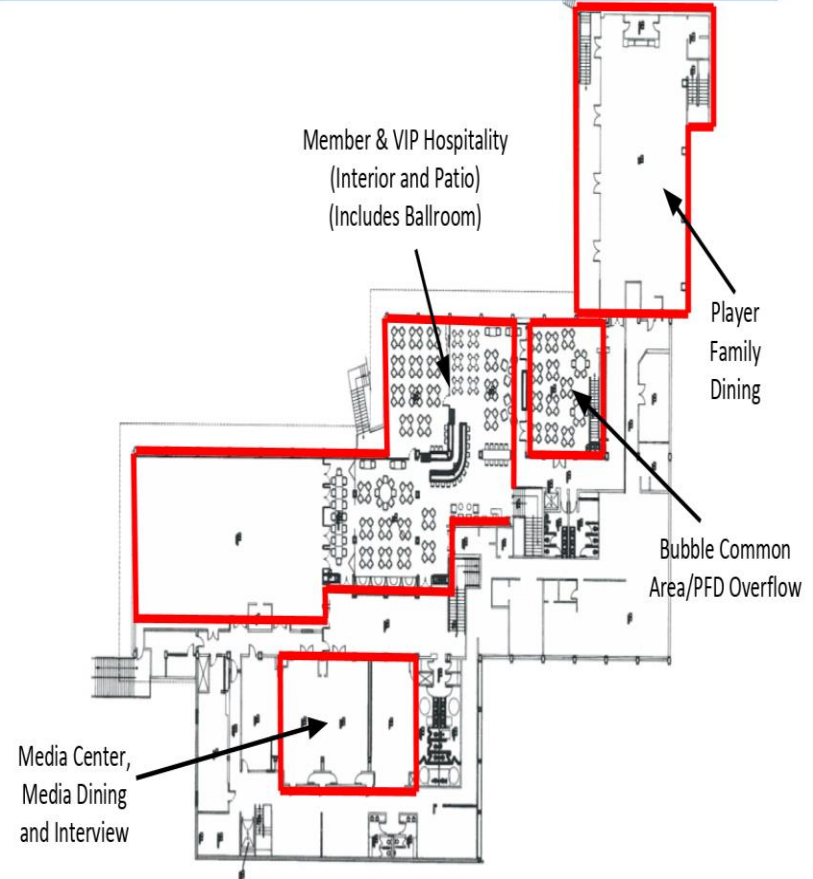 Member & VIP Hospitality
(Interior and Patio)
(Includes Ballroom)
Player
Family
Dining
Bubble Common
Area/PFD Overflow
Media Center,
Media Dining
and Interview